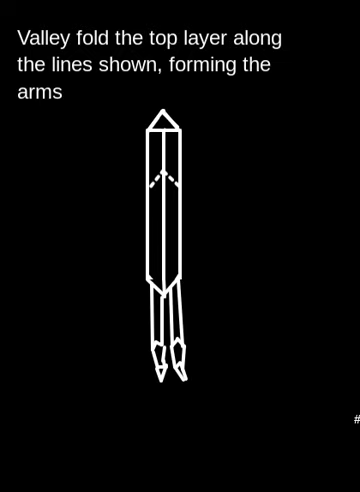 Valley fold the top layer along
the lines shown, forming the
arms
#